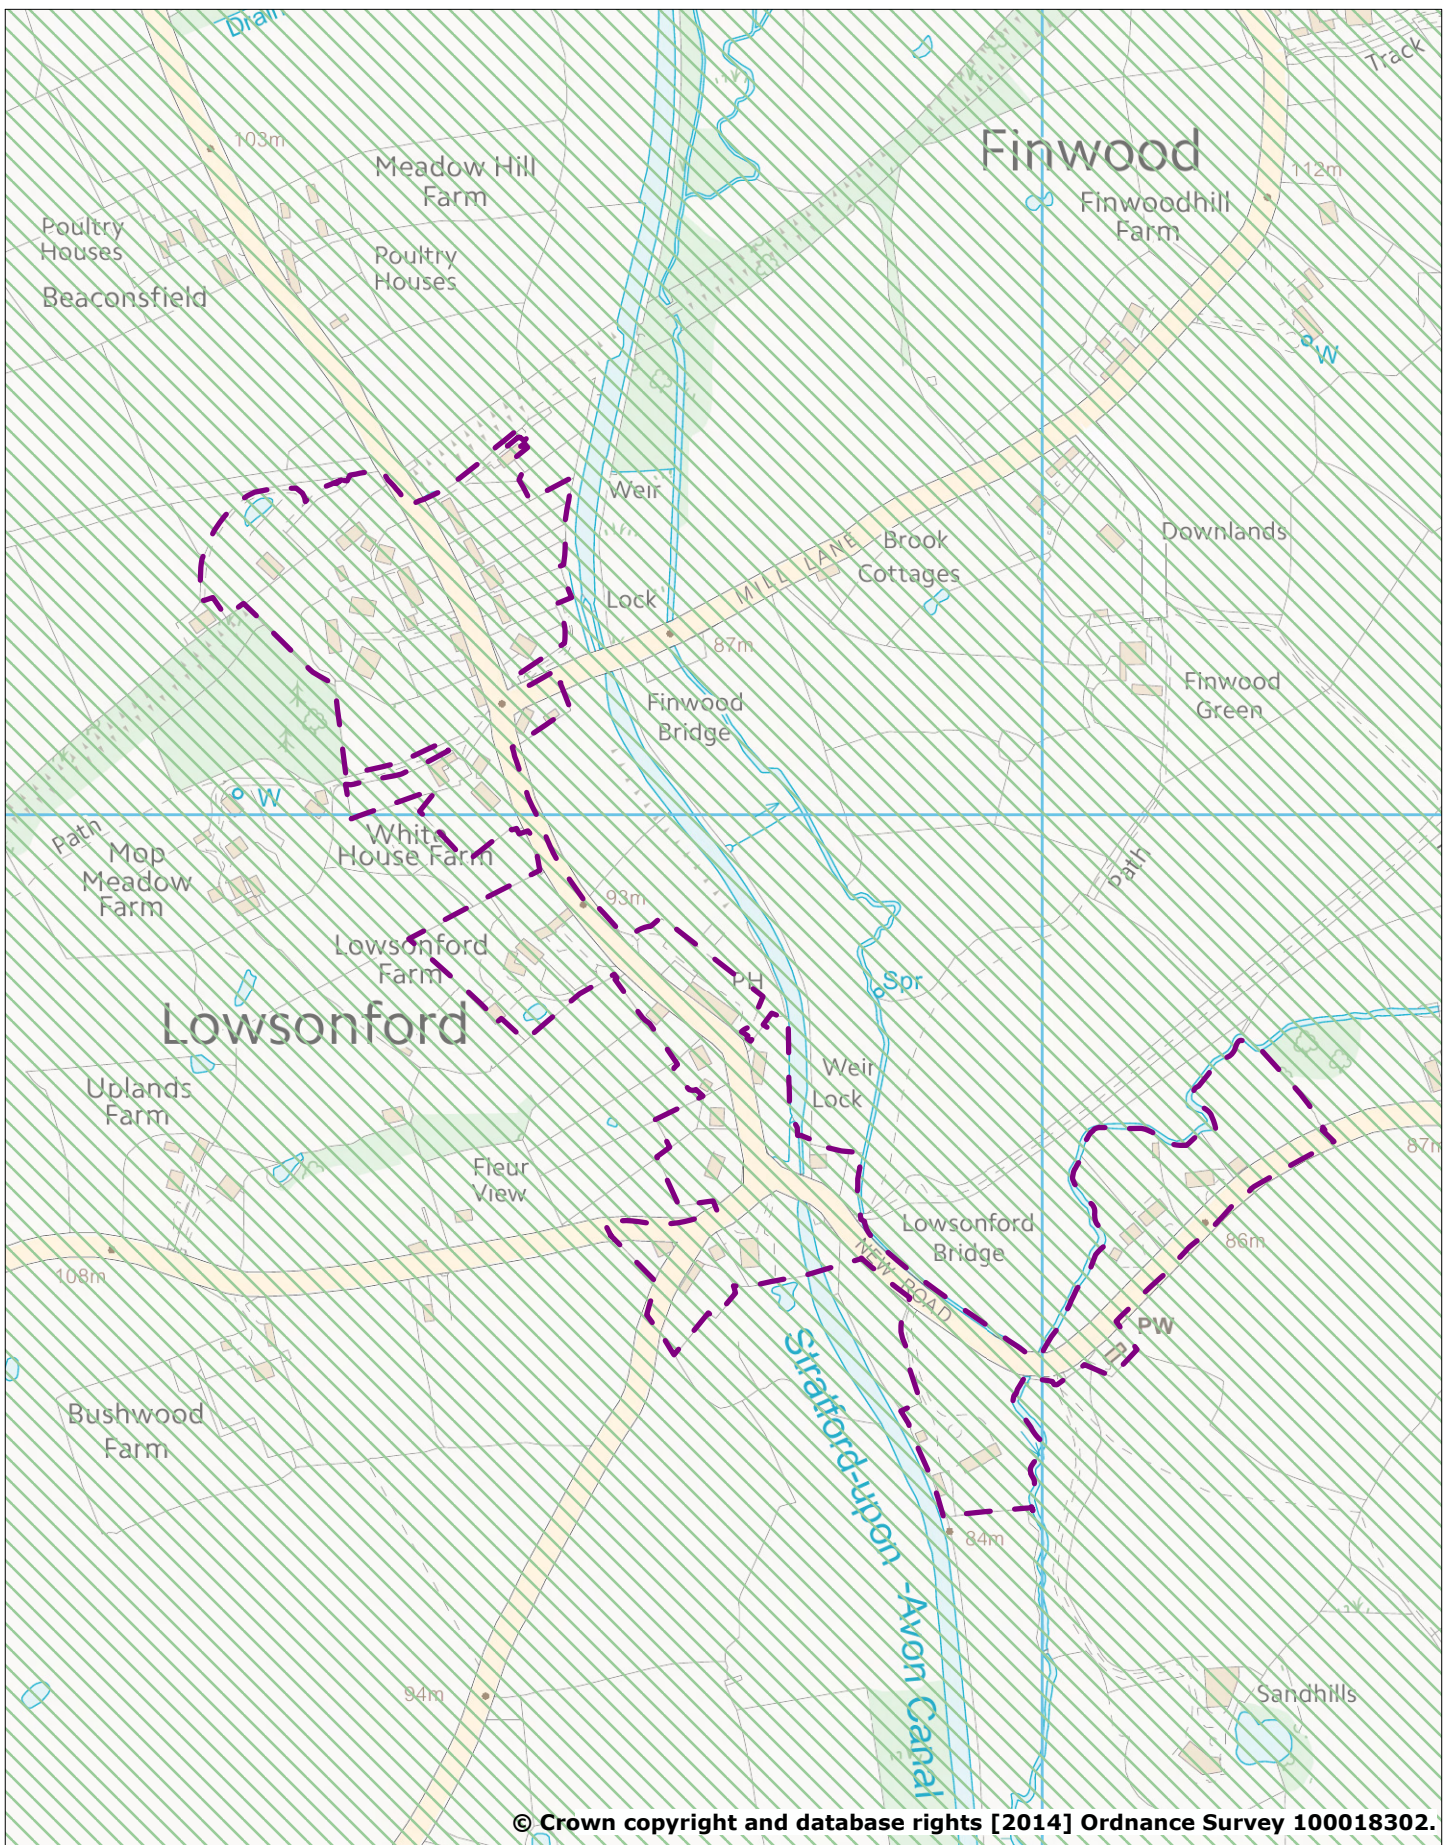 Drain
Track
103m
Finwood
Meadow Hill
Farm
112m
Finwoodhill
Farm
Poultry
Houses
Poultry
Houses
Beaconsfield
W
Weir
Downlands
Brook
Cottages
MILL LANE
Lock
87m
Finwood
Green
Finwood
Bridge
W
Path
White
House Farm
Mop
Meadow
Farm
Path
93m
Lowsonford
Farm
PH
Spr
Lowsonford
Weir
Lock
Uplands
Farm
87m
Fleur
View
Lowsonford
Bridge
NEW ROAD
86m
108m
PW
Stratford-upon
-Avon Canal
Bushwood
Farm
84m
94m
Sandhills
© Crown copyright and database rights [2014] Ordnance Survey 100018302.